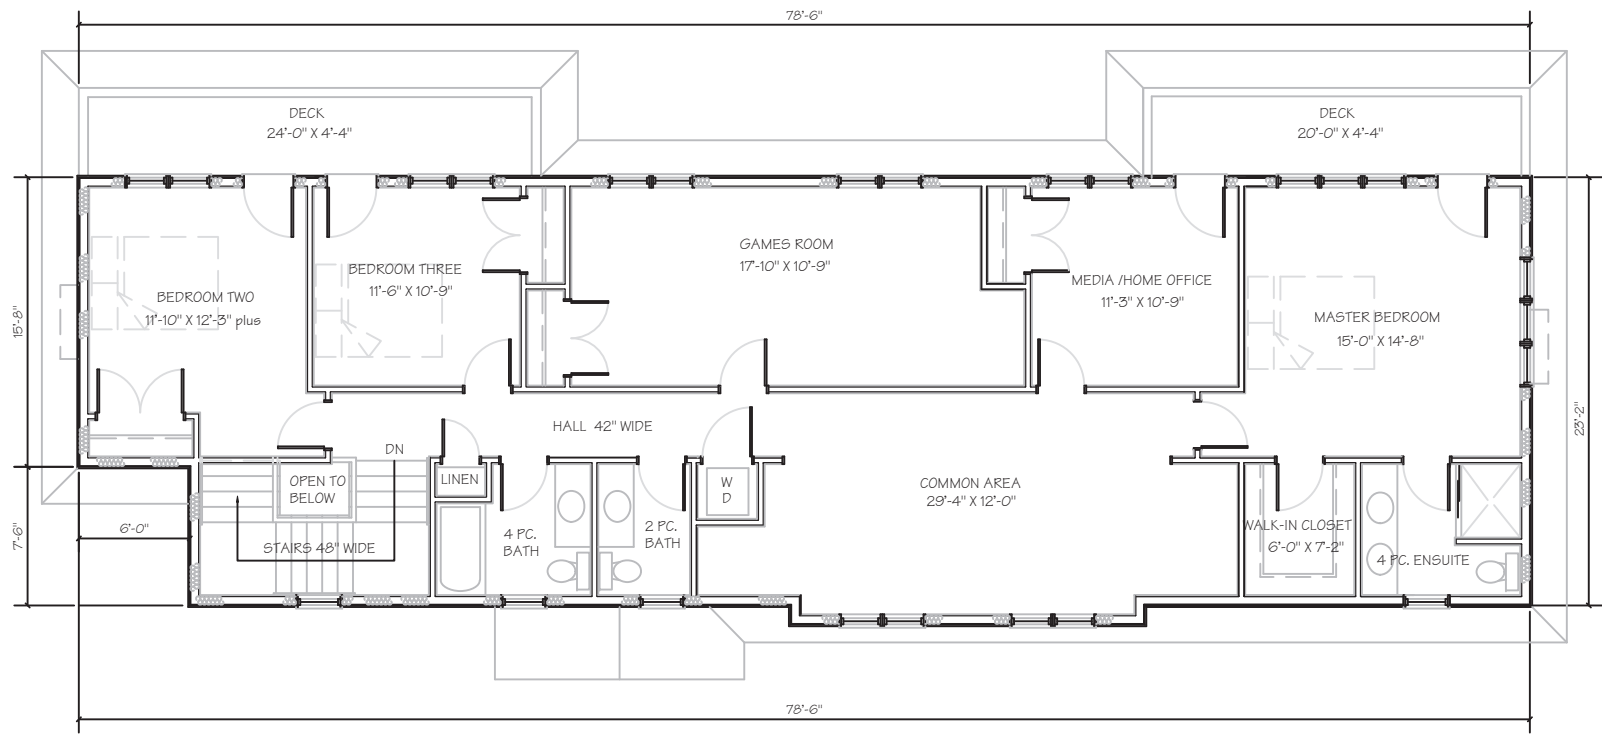 78'-6"
DECK
24'-0" X 4'-4"
DECK
20'-0" X 4'-4"
GAMES ROOM
17'-10" X 10'-9"
BEDROOM THREE
11'-6" X 10'-9"
MEDIA /HOME OFFICE
11'-3" X 10'-9"
BEDROOM TWO
11'-10" X 12'-3" plus
MASTER BEDROOM
15'-0" X 14'-8"
15'-8"
23'-2"
HALL 42" WIDE
DN
OPEN TO
BELOW
LINEN
W
D
COMMON AREA
29'-4" X 12'-0"
7'-6"
6'-0"
STAIRS 48" WIDE
4 PC.
BATH
2 PC.
BATH
WALK-IN CLOSET
6'-0" X 7'-2"
4 PC. ENSUITE
78'-6"